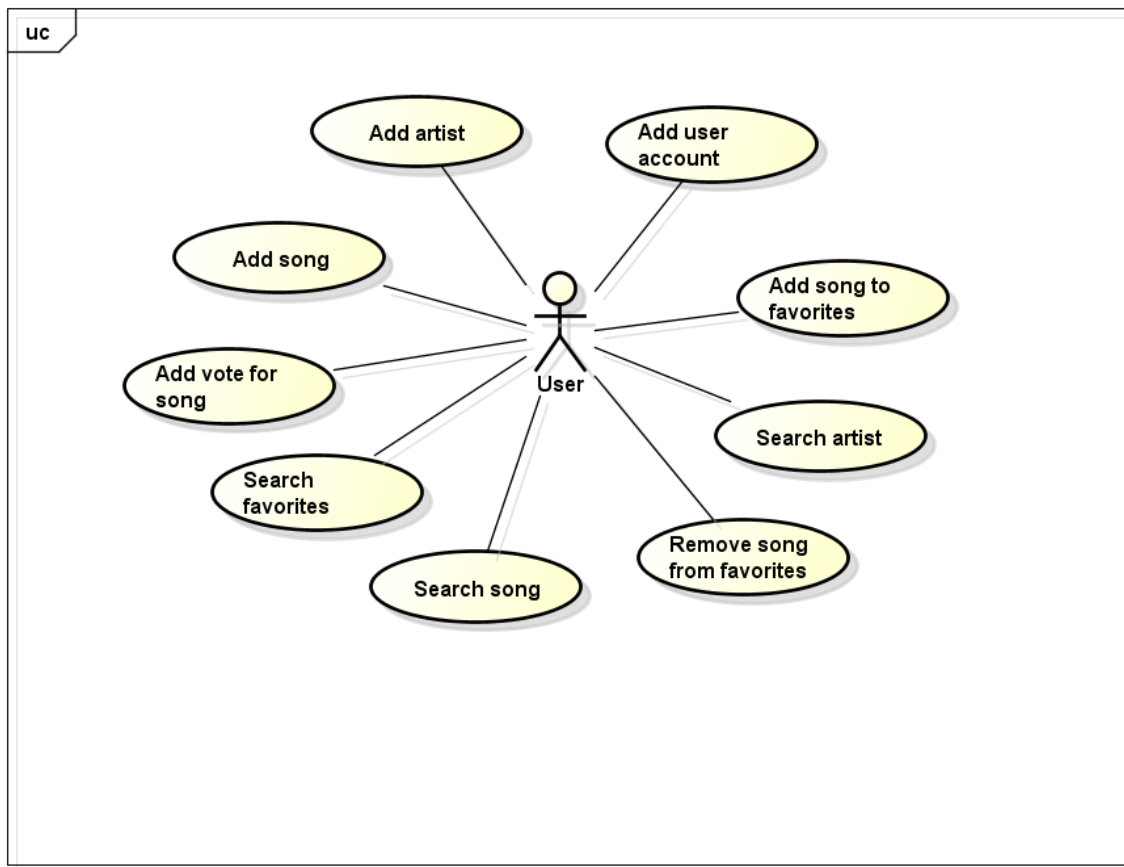 uc
Add artist
Add user
account
Add song
Add song to
favorites
Add vote for
song
User
Search artist
Search
favorites
Search song
Remove song
from favorites